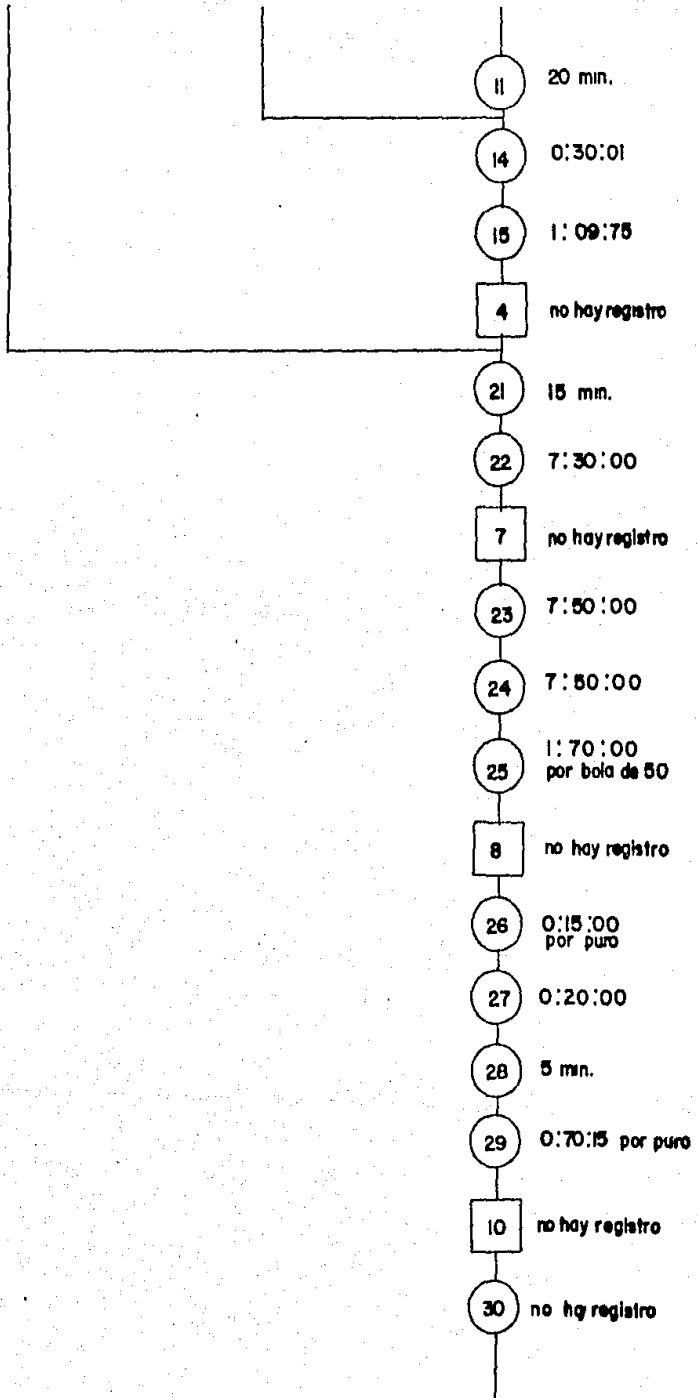 11 20 min.
14 0:30:01
15 1:09:75
4 no hay registro
21 15 min.
22 7:30:00
7 no hay registro
23 7:50:00
24 7:50:00
25 1:70:00
por bola de 50
8 no hay registro
26 0:15:00
por puro
27 0:20:00
28 5 min.
29 0:70:15 por puro
10 no hay registro
30 no hy registro